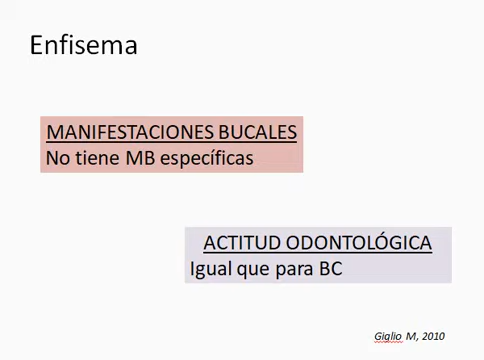 Enfisema
MANIFESTACIONES BUCALES
No tiene MB específicas
ACTITUD ODONTOLÓGICA
Igual que para BC
Giglio M, 2010